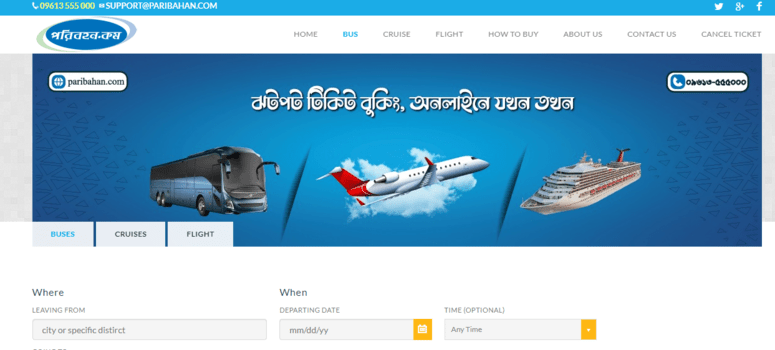 09613 555 000 SUPPORT@PARIBAHAN.COM
পরিবহন.কম
HOME BUS CRUISE FLIGHT HOW TO BUY ABOUT US CONTACT US CANCEL TICKET
paribahan.com
০৯৬১৩-৫৫৫০০০
ঝটপট টিকিট বুকিং, অনলাইনে যখন তখন
BUSES CRUISES FLIGHT
Where When
LEAVING FROM DEPARTING DATE TIME (OPTIONAL)
city or specific distirct mm/dd/yy Any Time